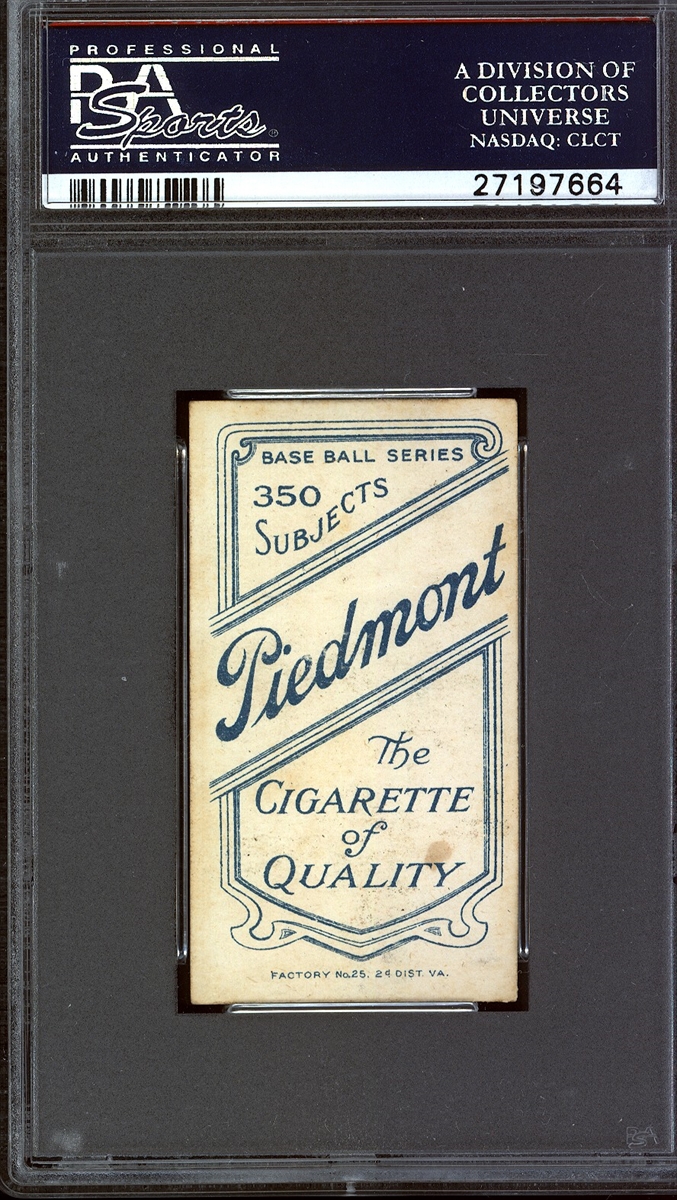 PROFESSIONAL
PSA
Sports®
AUTHENTICATOR
A DIVISION OF
COLLECTORS
UNIVERSE
NASDAQ: CLCT
27197664
BASE BALL SERIES
350
SUBJECTS
Piedmont
The
CIGARETTE
of
QUALITY
FACTORY No.25. 2d DIST. VA.
PSA